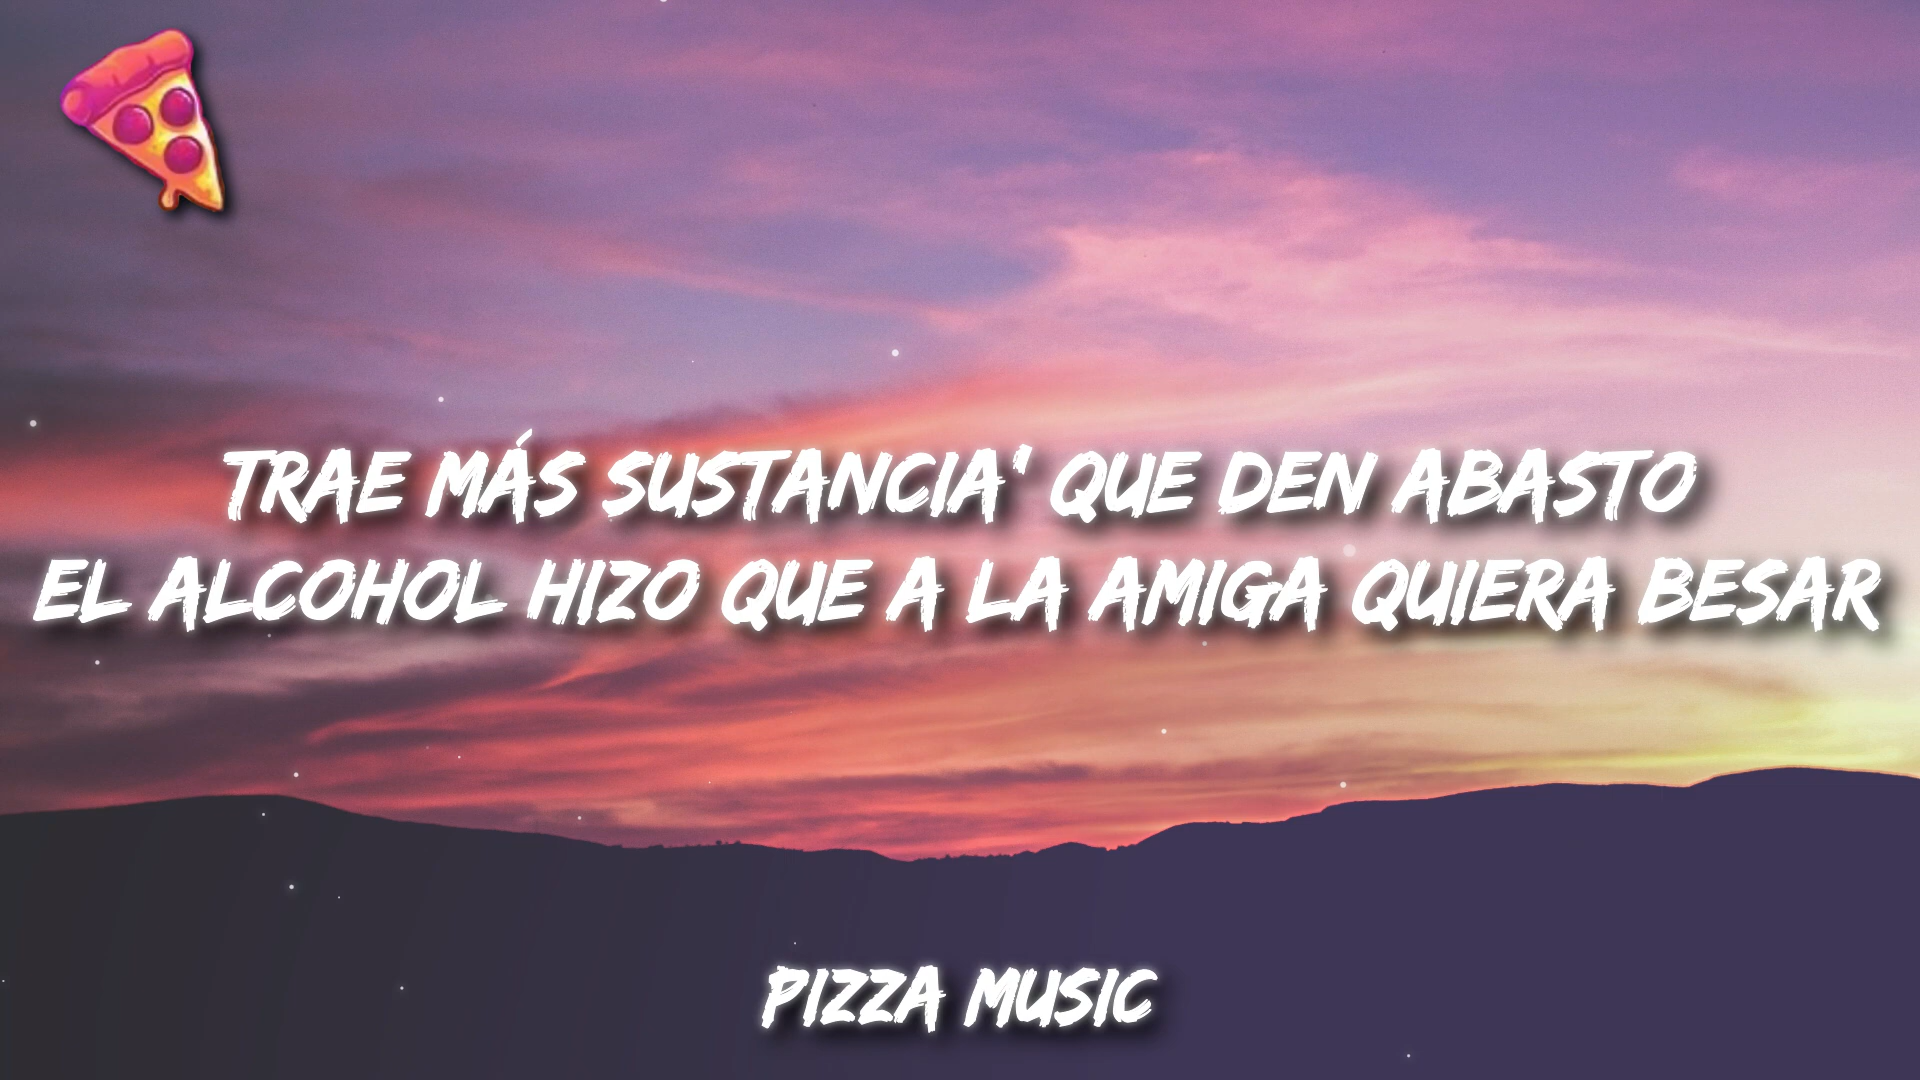 TRAE MÁS SUSTANCIA' QUE DEN ABASTO
EL ALCOHOL HIZO QUE A LA AMIGA QUIERA BESAR
PIZZA MUSIC